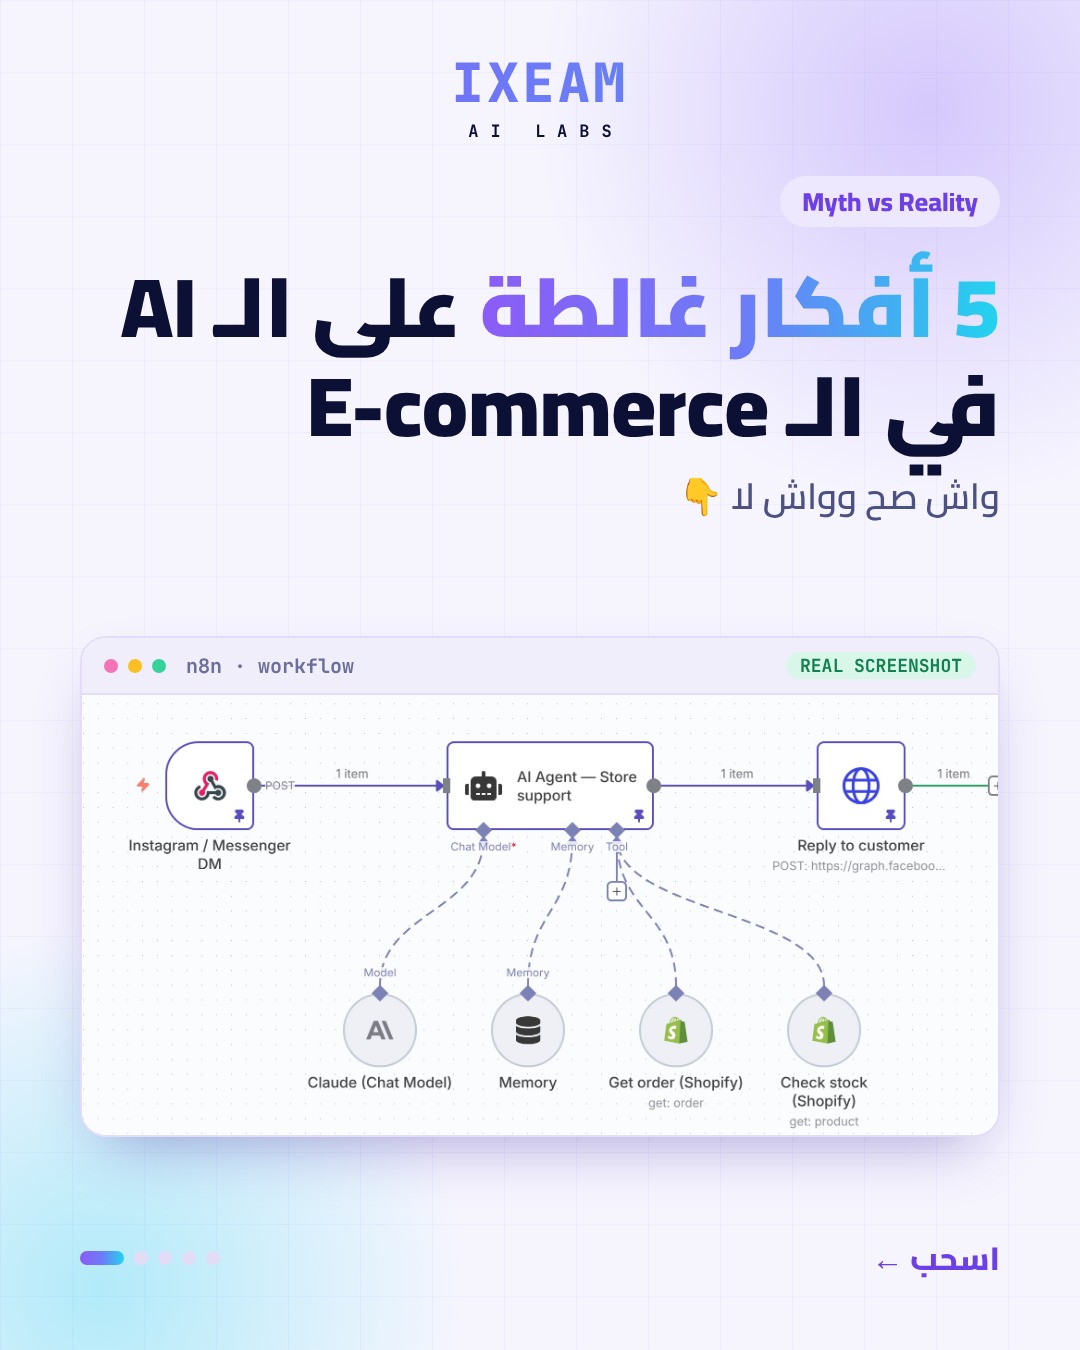 IXEAM
AI LABS
Myth vs Reality
5 أفكار غالطة على الـ AI
في الـ E-commerce
واش صح وواش لا 👇
n8n · workflow
REAL SCREENSHOT
POST
1 item
AI Agent — Store
support
1 item
1 item
Instagram / Messenger
DM
Chat Model*
Memory
Tool
Reply to customer
POST: https://graph.faceboo...
Model
Memory
Claude (Chat Model)
Memory
Get order (Shopify)
get: order
Check stock
(Shopify)
get: product
اسحب ←